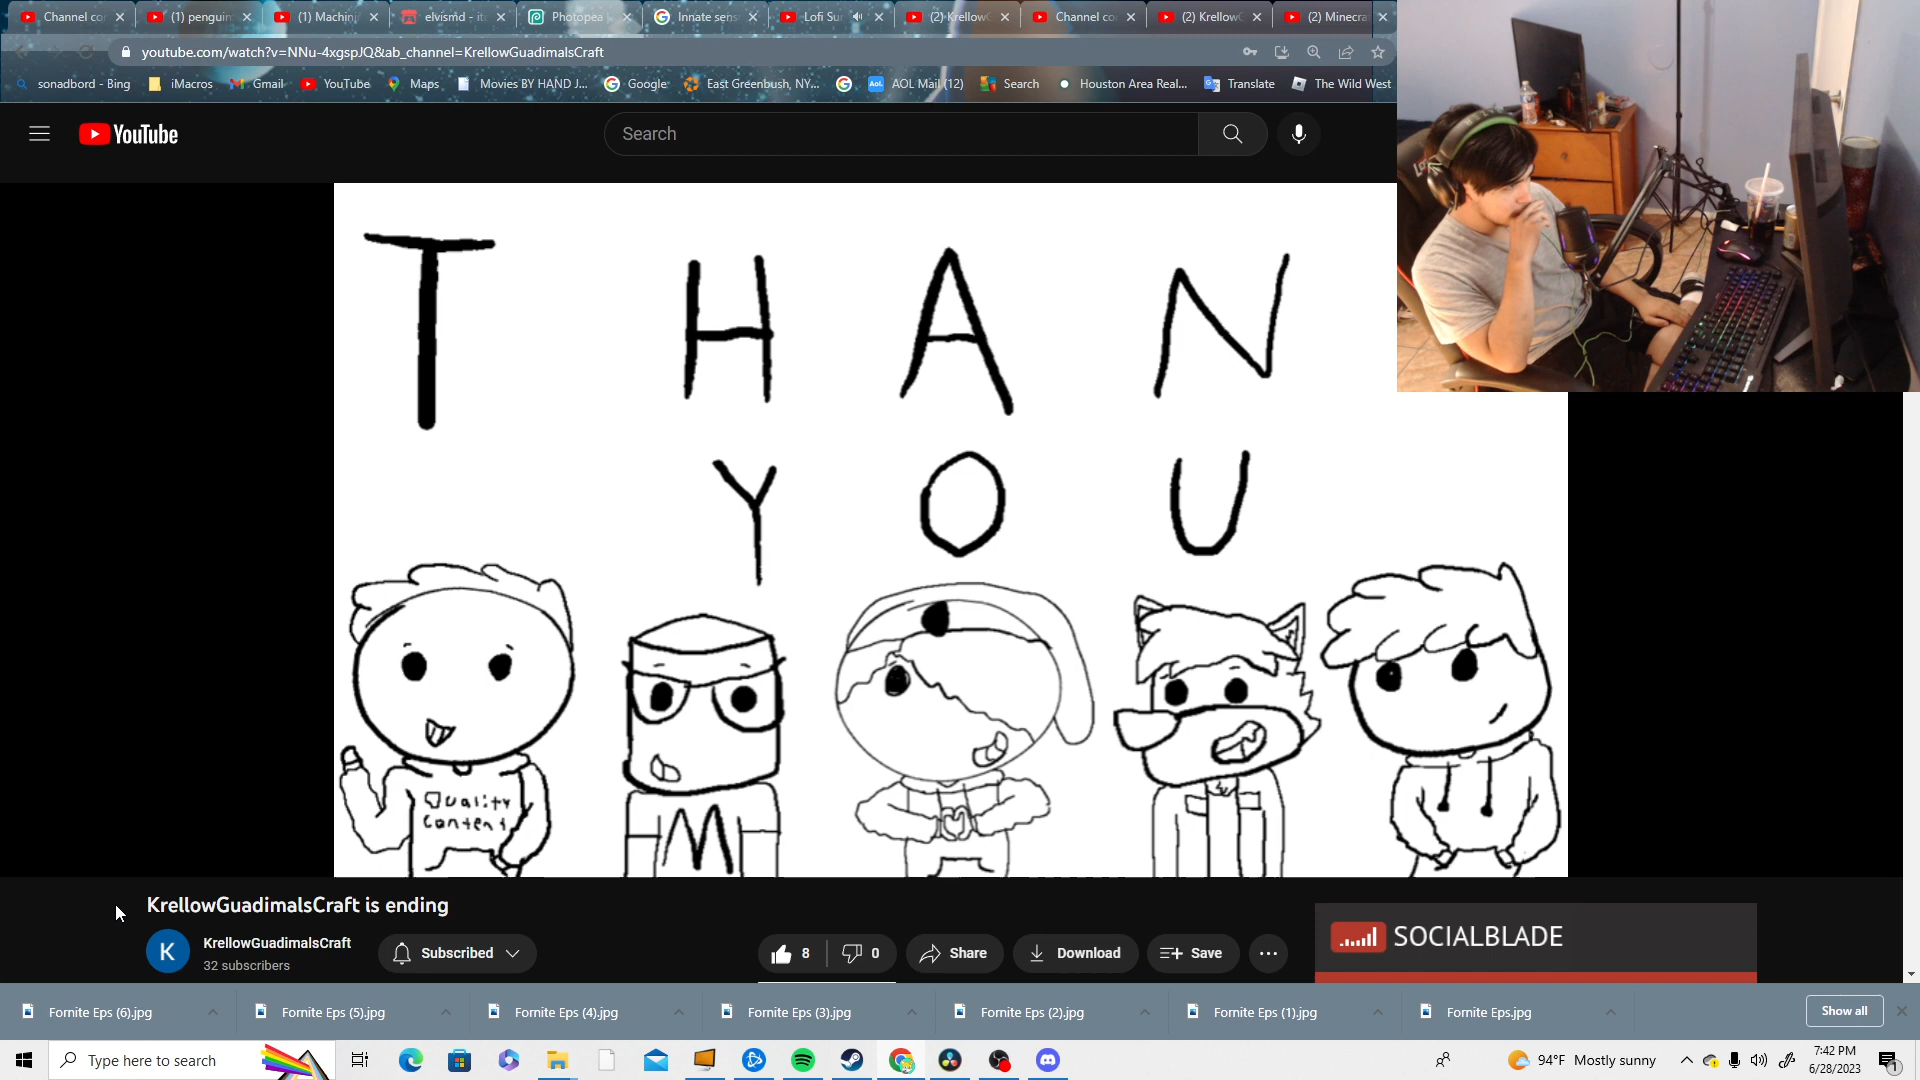 Channel co
(1) penguin
(1) Machin
elvismd - it
Photopea
Innate sens
Lofi Su
(2) Krellow
Channel co
(2) Krellow
(2) Minecra
youtube.com/watch?v=NNu-4xgspJQ&ab_channel=KrellowGuadimalsCraft
sonadbord - Bing
iMacros
Gmail
YouTube
Maps
Movies BY HAND J...
Google
East Greenbush, NY...
AOL Mail (12)
Search
Houston Area Real...
Translate
The Wild West
YouTube
Search
THAN
YOU
Quality
Content
M
KrellowGuadimalsCraft is ending
K
KrellowGuadimalsCraft
32 subscribers
Subscribed
8
0
Share
Download
Save
SOCIALBLADE
Fornite Eps (6).jpg
Fornite Eps (5).jpg
Fornite Eps (4).jpg
Fornite Eps (3).jpg
Fornite Eps (2).jpg
Fornite Eps (1).jpg
Fornite Eps.jpg
Show all
Type here to search
94°F Mostly sunny
7:42 PM
6/28/2023
1